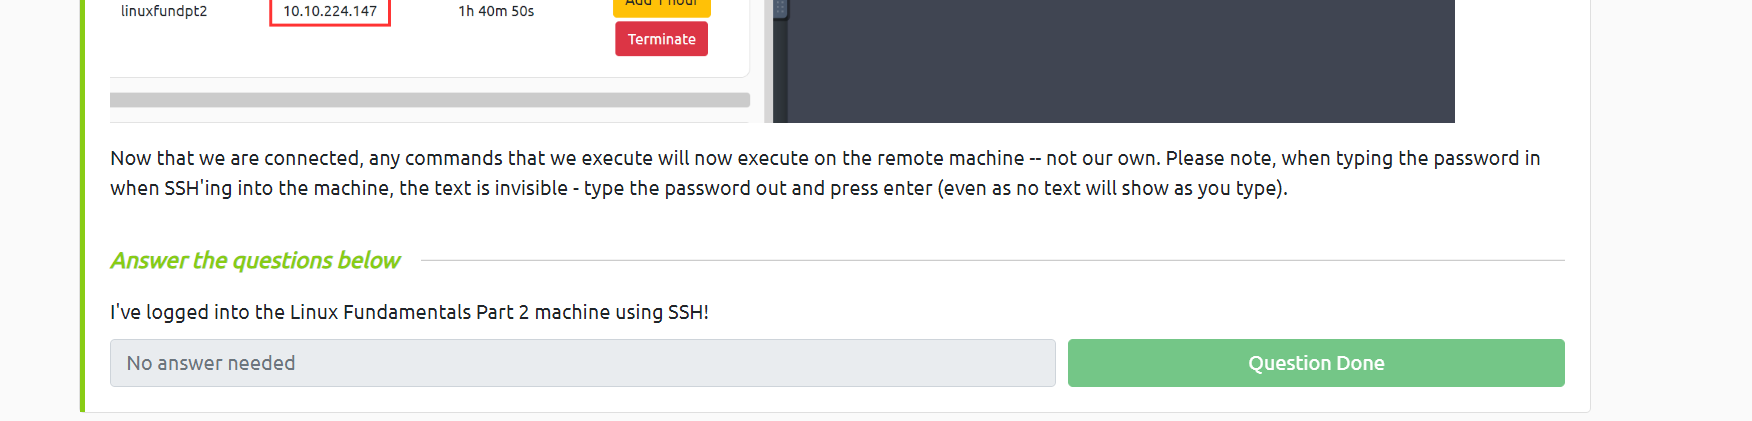 linuxfundpt2 10.10.224.147 1h 40m 50s Add 1 hour
Terminate
Now that we are connected, any commands that we execute will now execute on the remote machine -- not our own. Please note, when typing the password in
when SSH'ing into the machine, the text is invisible - type the password out and press enter (even as no text will show as you type).
Answer the questions below
I've logged into the Linux Fundamentals Part 2 machine using SSH!
No answer needed Question Done